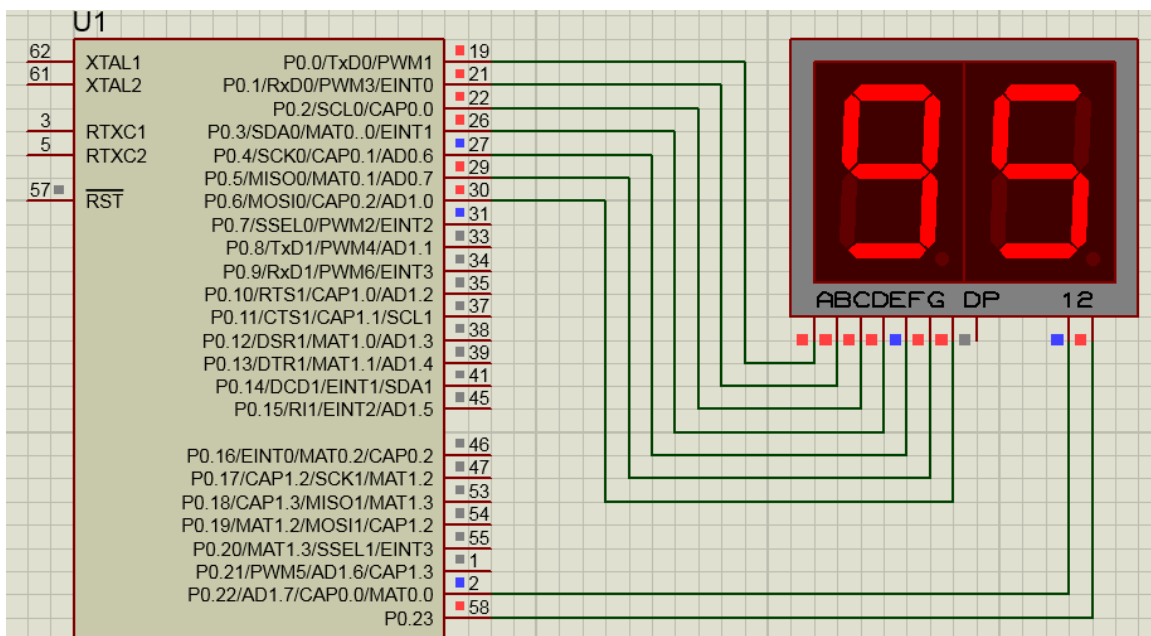 U1
62 XTAL1
61 XTAL2
3 RTXC1
5 RTXC2
57 RST
P0.0/TxD0/PWM1 19
P0.1/RxD0/PWM3/EINT0 21
P0.2/SCL0/CAP0.0 22
P0.3/SDA0/MAT0..0/EINT1 26
P0.4/SCK0/CAP0.1/AD0.6 27
P0.5/MISO0/MAT0.1/AD0.7 29
P0.6/MOSI0/CAP0.2/AD1.0 30
P0.7/SSEL0/PWM2/EINT2 31
P0.8/TxD1/PWM4/AD1.1 33
P0.9/RxD1/PWM6/EINT3 34
P0.10/RTS1/CAP1.0/AD1.2 35
P0.11/CTS1/CAP1.1/SCL1 37
P0.12/DSR1/MAT1.0/AD1.3 38
P0.13/DTR1/MAT1.1/AD1.4 39
P0.14/DCD1/EINT1/SDA1 41
P0.15/RI1/EINT2/AD1.5 45
P0.16/EINT0/MAT0.2/CAP0.2 46
P0.17/CAP1.2/SCK1/MAT1.2 47
P0.18/CAP1.3/MISO1/MAT1.3 53
P0.19/MAT1.2/MOSI1/CAP1.2 54
P0.20/MAT1.3/SSEL1/EINT3 55
P0.21/PWM5/AD1.6/CAP1.3 1
P0.22/AD1.7/CAP0.0/MAT0.0 2
P0.23 58
95
ABCDEFG DP 12